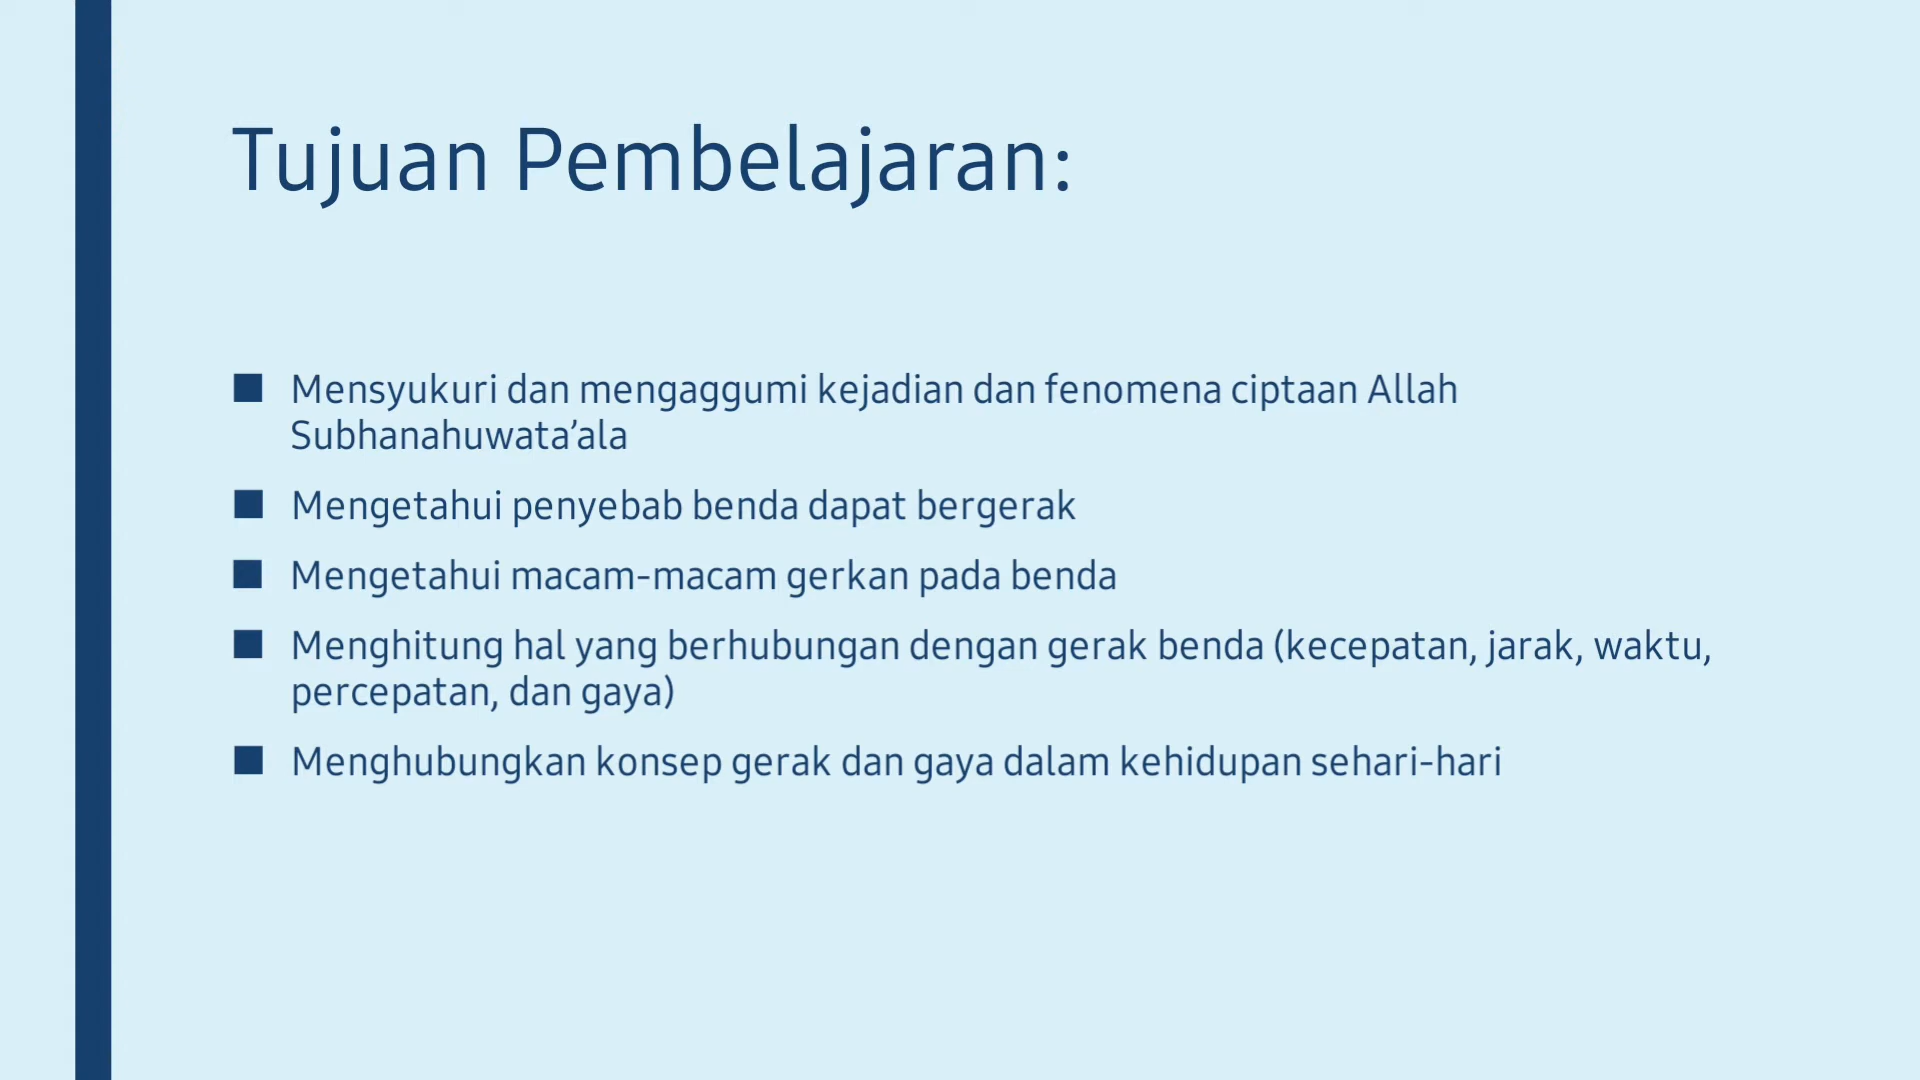 Tujuan Pembelajaran:
■ Mensyukuri dan mengaggumi kejadian dan fenomena ciptaan Allah
Subhanahuwata’ala
■ Mengetahui penyebab benda dapat bergerak
■ Mengetahui macam-macam gerkan pada benda
■ Menghitung hal yang berhubungan dengan gerak benda (kecepatan, jarak, waktu,
percepatan, dan gaya)
■ Menghubungkan konsep gerak dan gaya dalam kehidupan sehari-hari